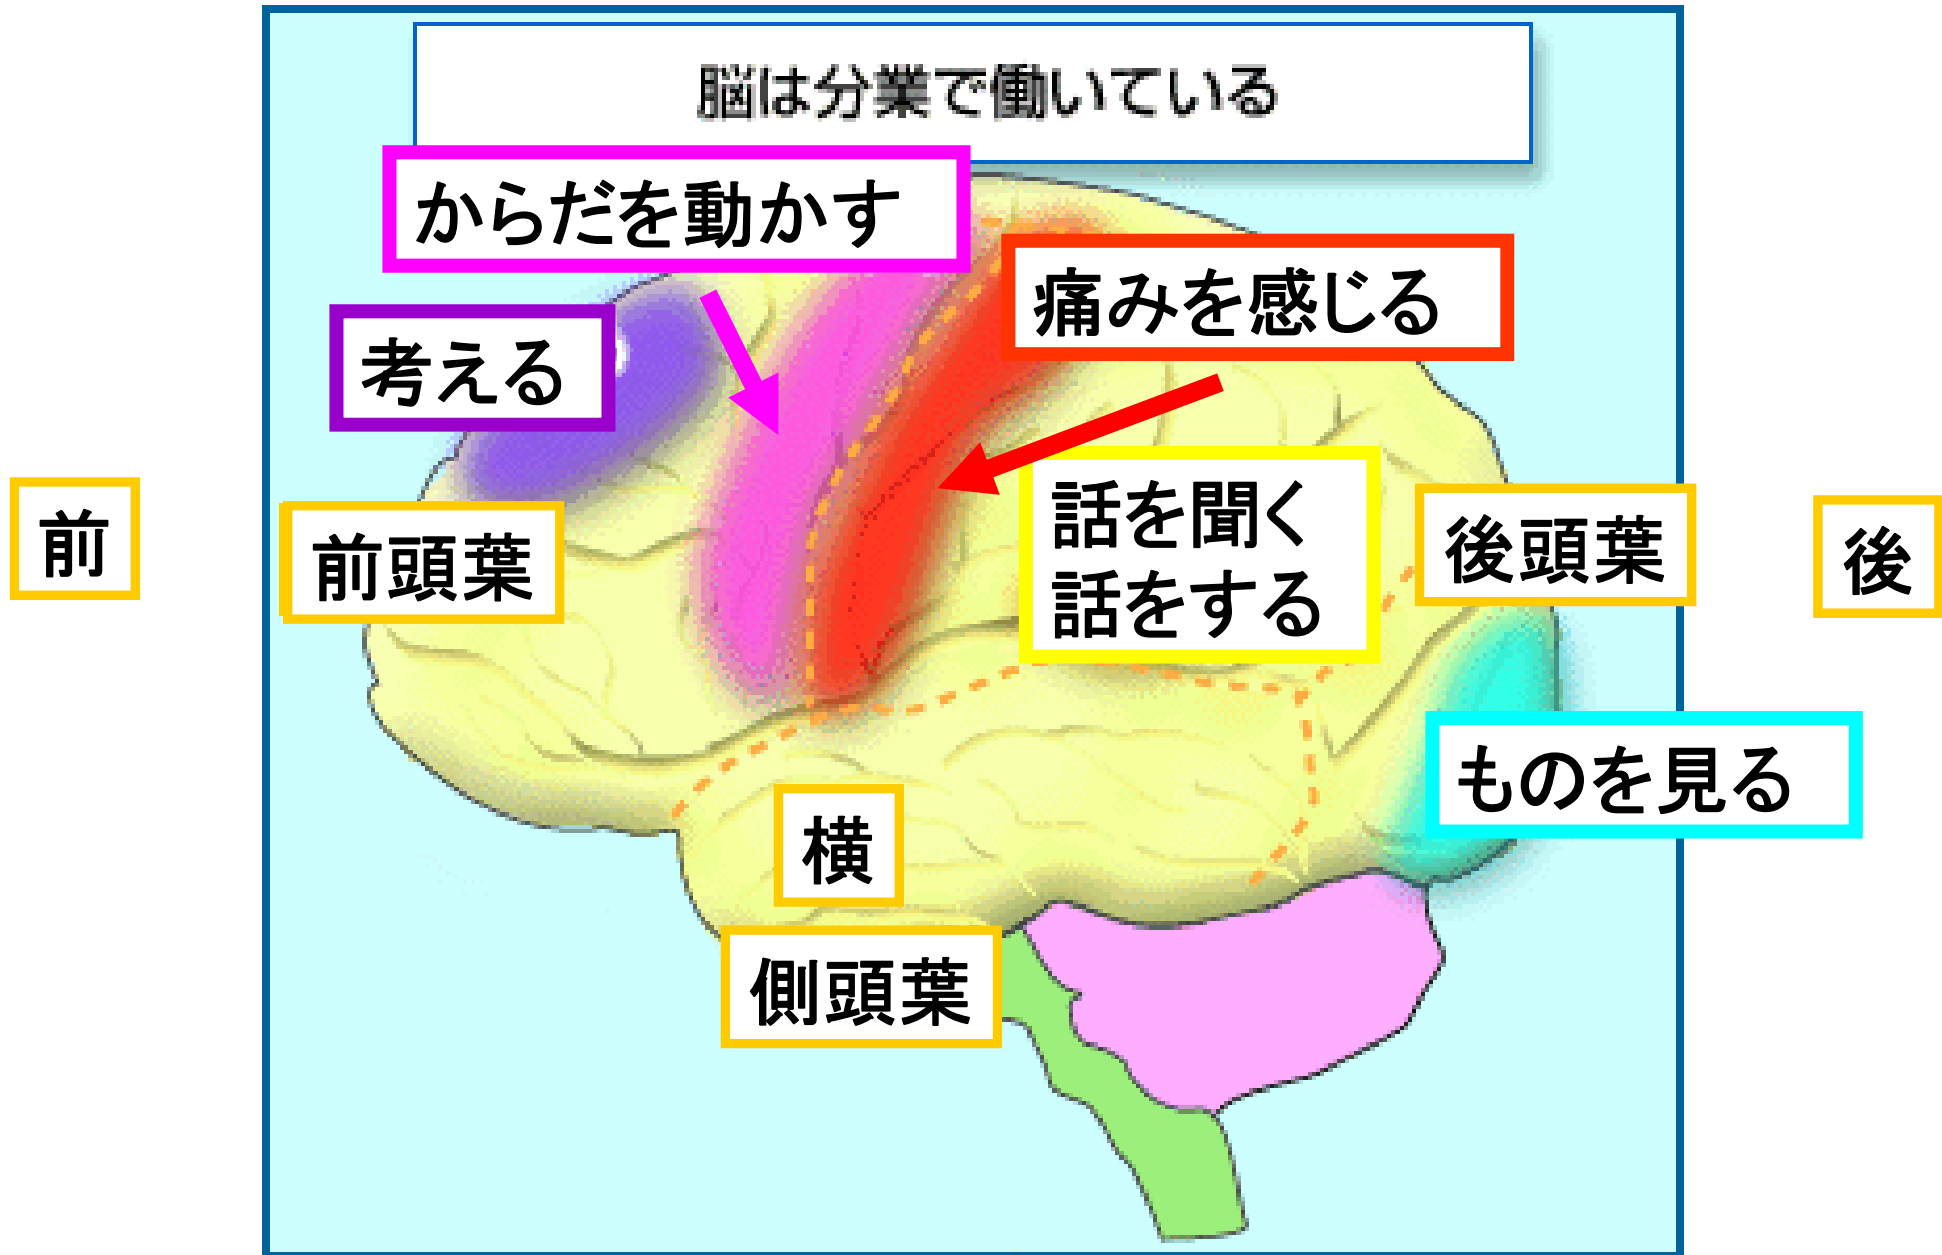 脳は分業で働いている
からだを動かす
痛みを感じる
考える
前
前頭葉
話を聞く
話をする
後頭葉
後
ものを見る
横
側頭葉